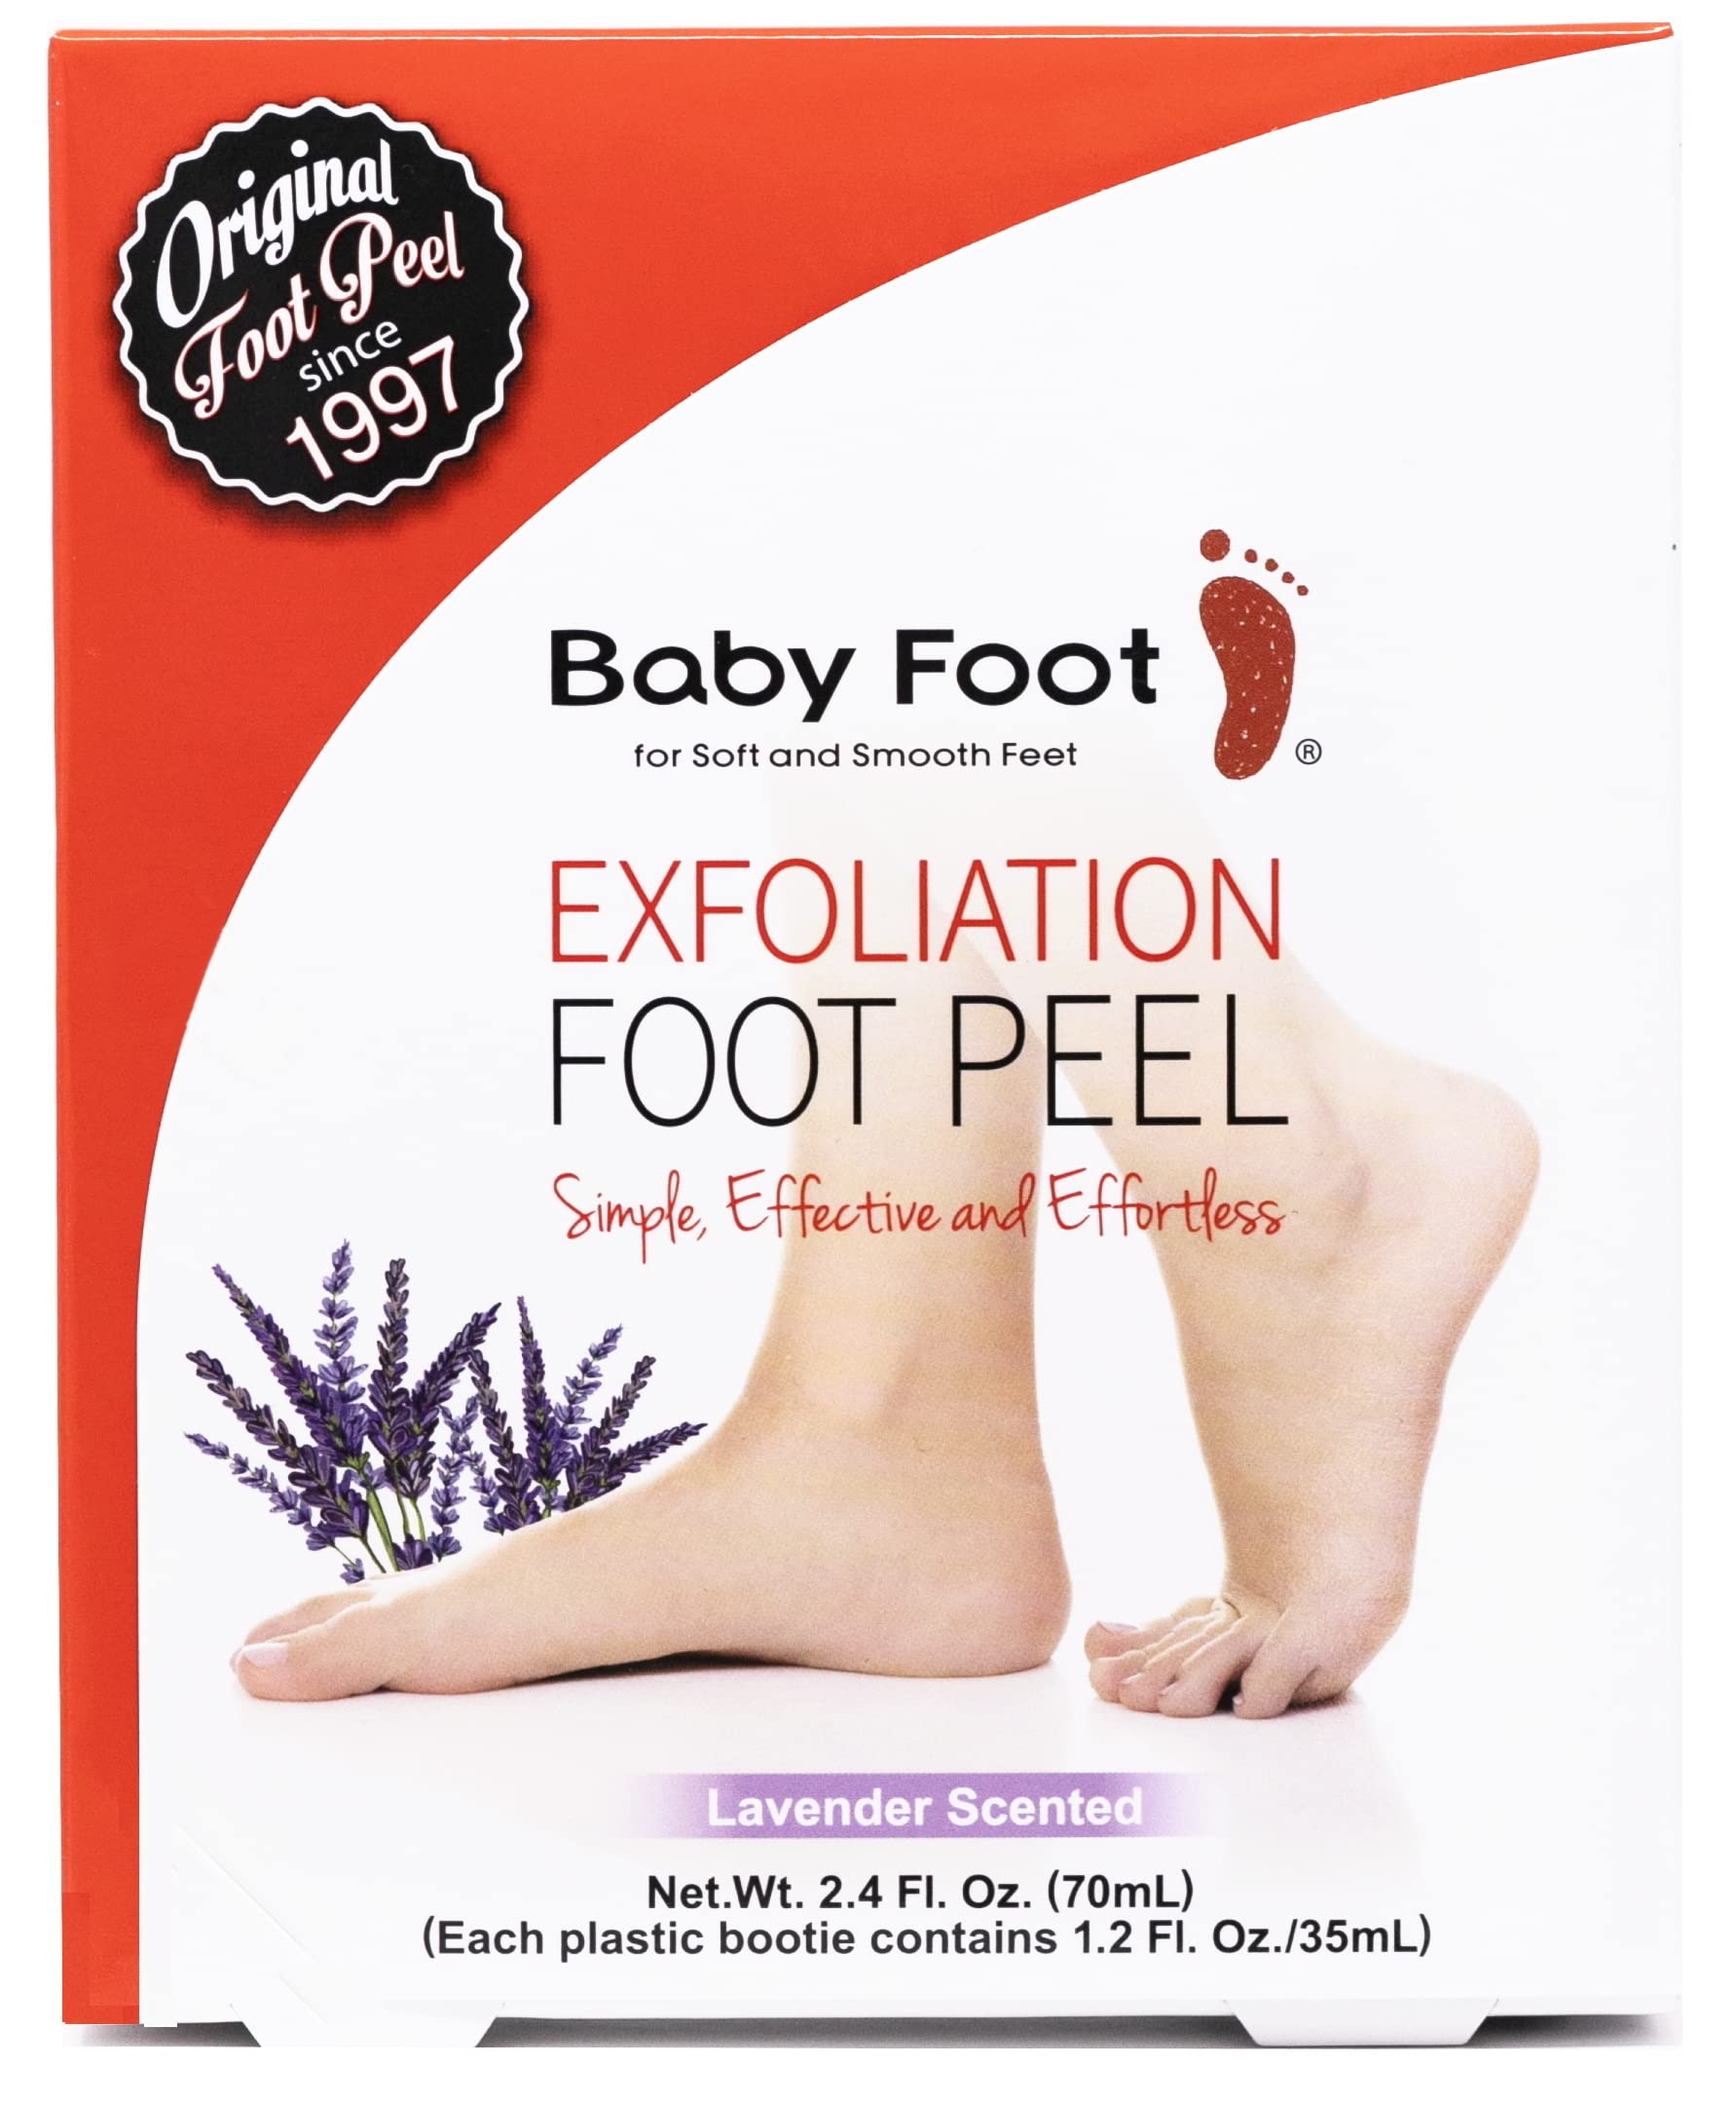 Original
Foot Peel
since
1997
Baby Foot
for Soft and Smooth Feet
®
EXFOLIATION
FOOT PEEL
Simple, Effective and Effortless
Lavender Scented
Net.Wt. 2.4 Fl. Oz. (70mL)
(Each plastic bootie contains 1.2 Fl. Oz./35mL)